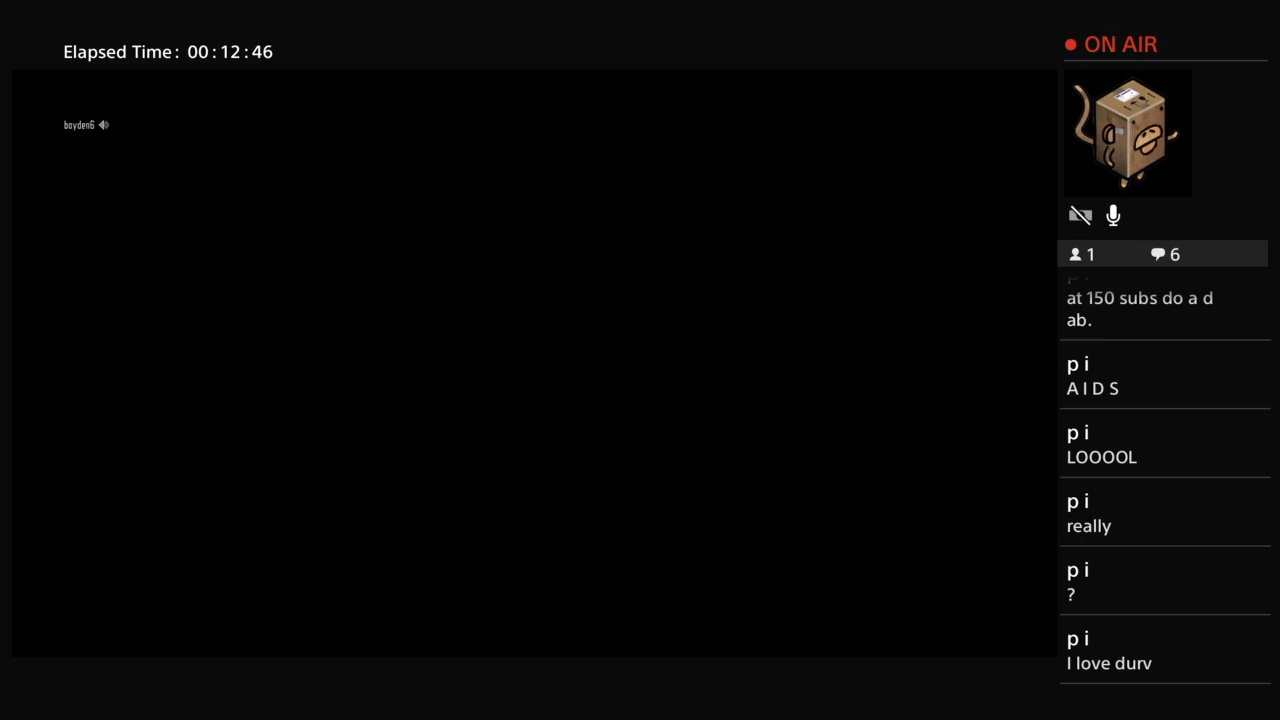 Elapsed Time: 00:12:46
ON AIR
boyden6
1 6
at 150 subs do a d
ab.
p i
A I D S
p i
LOOOOL
p i
really
p i
?
p i
I love durv